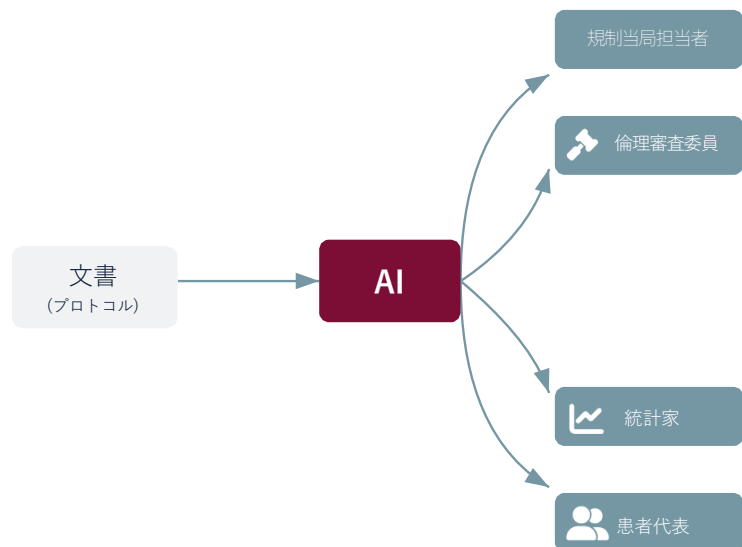 規制当局担当者
倫理審査委員
文書
(プロトコル)
AI
統計家
患者代表